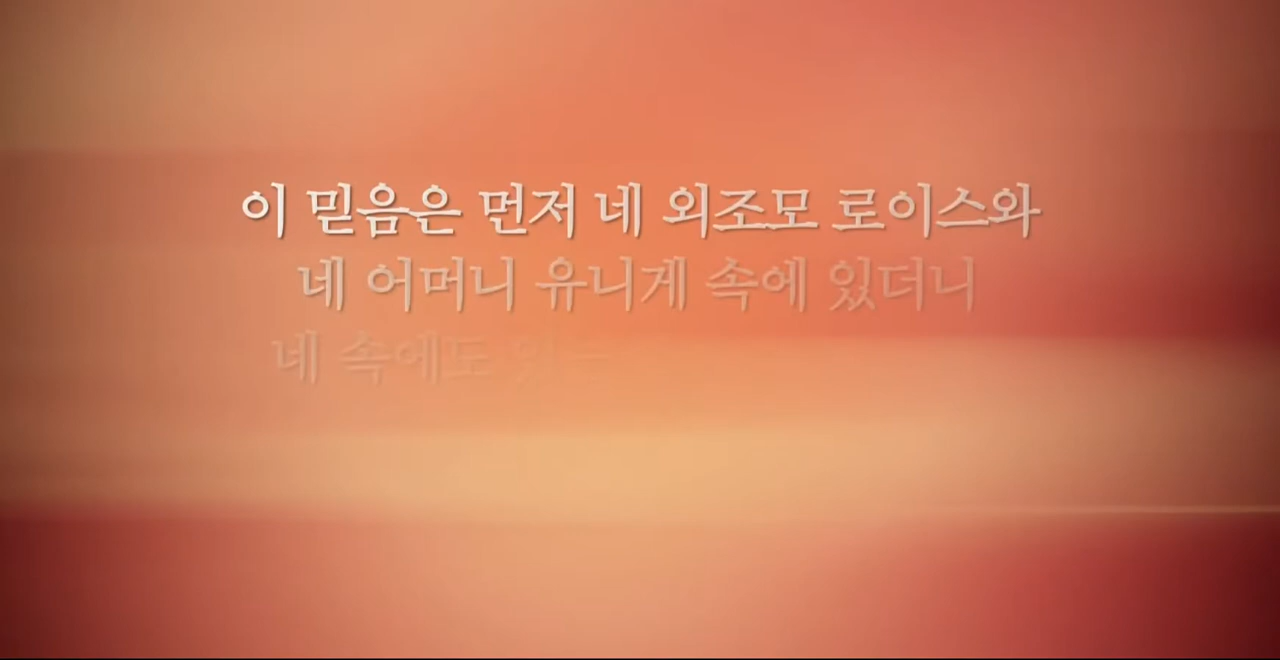 이 믿음은 먼저 네 외조모 로이스와
네 어머니 유니게 속에 있더니
네 속에도